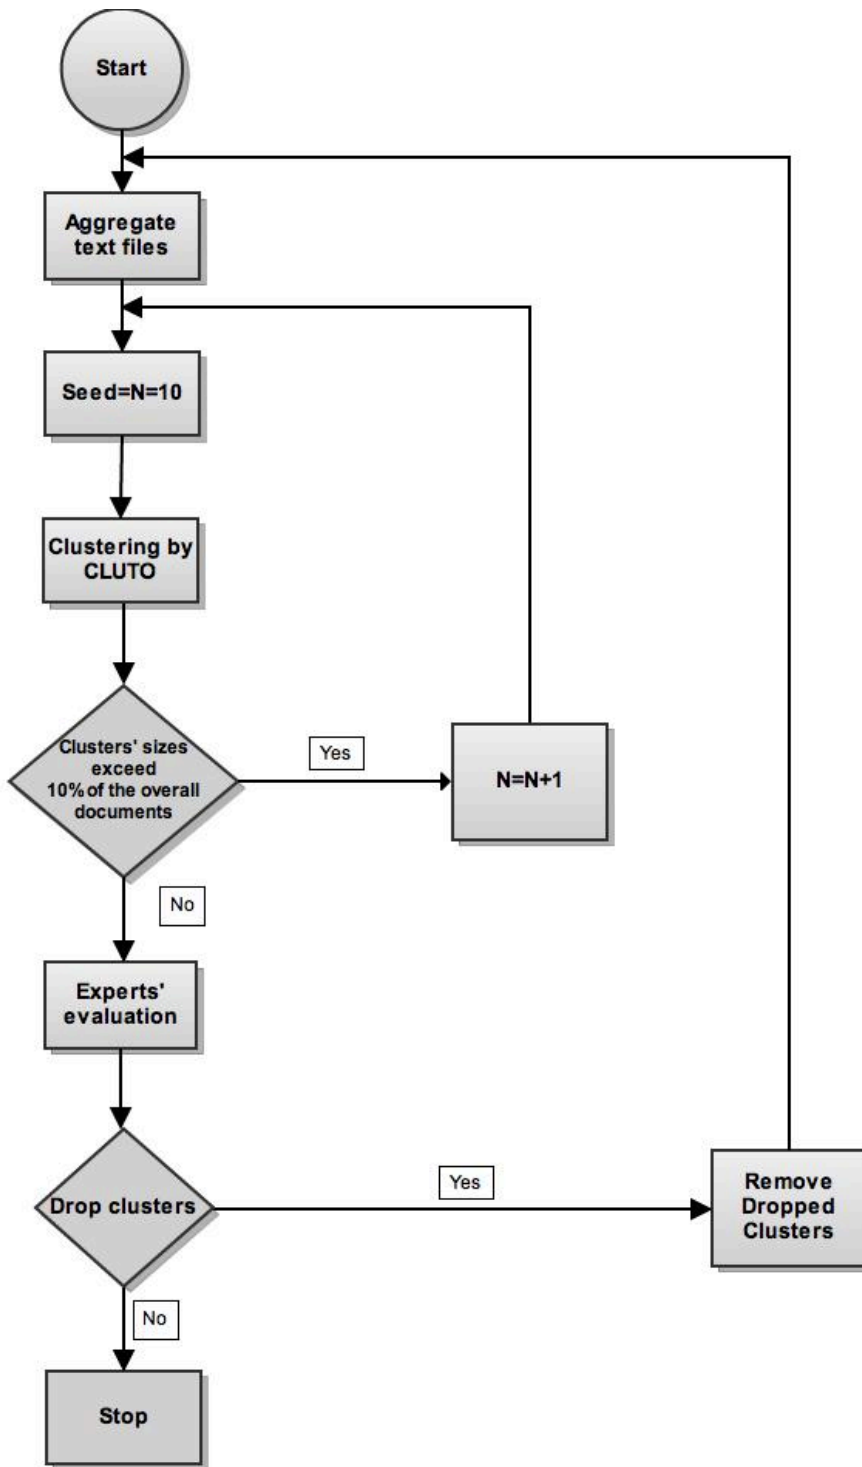 Start
Aggregate
text files
Seed=N=10
Clustering by
CLUTO
Clusters' sizes
exceed
10% of the overall
documents
Yes
N=N+1
No
Experts'
evaluation
Drop clusters
Yes
Remove
Dropped
Clusters
No
Stop